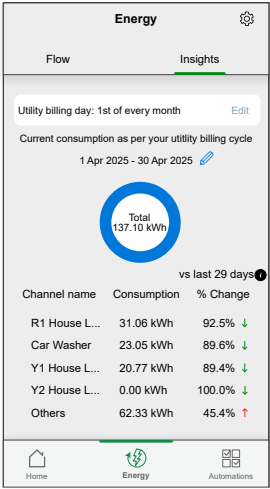 Energy
Flow Insights
Utility billing day: 1st of every month Edit
Current consumption as per your utitlity billing cycle
1 Apr 2025 - 30 Apr 2025
Total
137.10 kWh
vs last 29 days i
Channel name Consumption % Change
R1 House L... 31.06 kWh 92.5% ↓
Car Washer 23.05 kWh 89.6% ↓
Y1 House L... 20.77 kWh 89.4% ↓
Y2 House L... 0.00 kWh 100.0% ↓
Others 62.33 kWh 45.4% ↑
Home Energy Automations